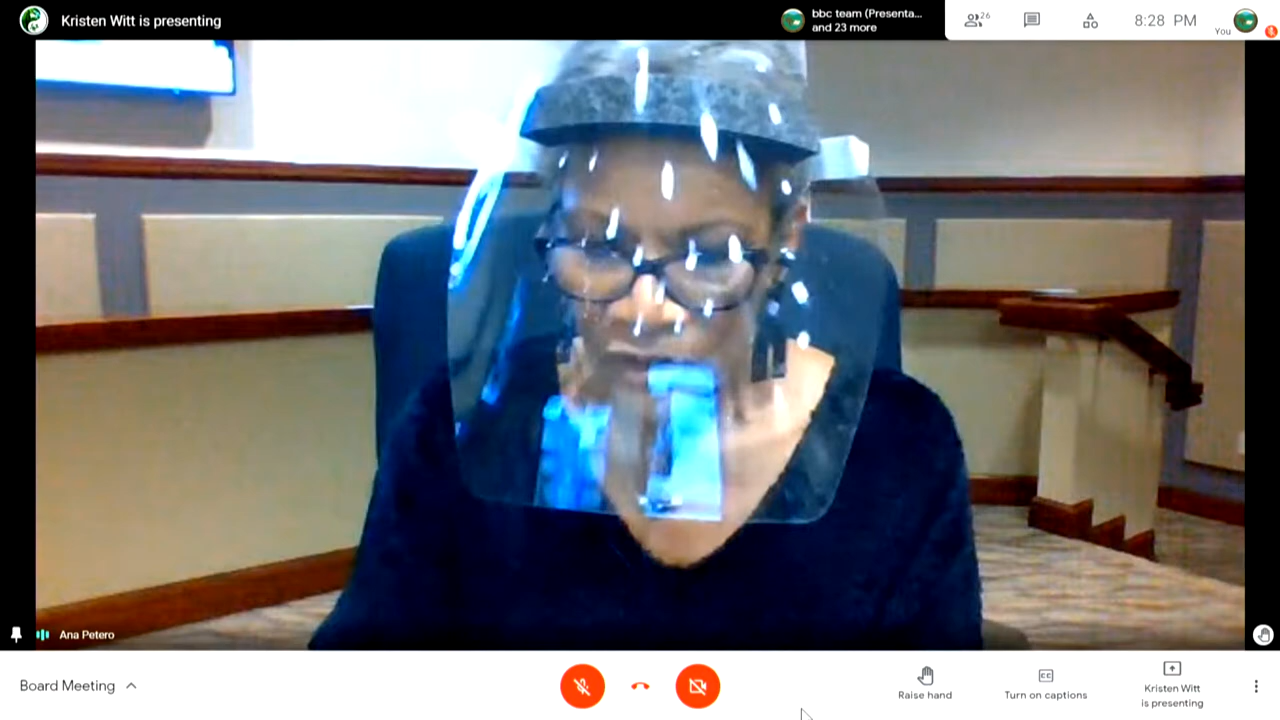 Kristen Witt is presenting
bbc team (Presenta...
and 23 more
26
8:28 PM
You
Ana Petero
Board Meeting
Raise hand
CC
Turn on captions
Kristen Witt
is presenting